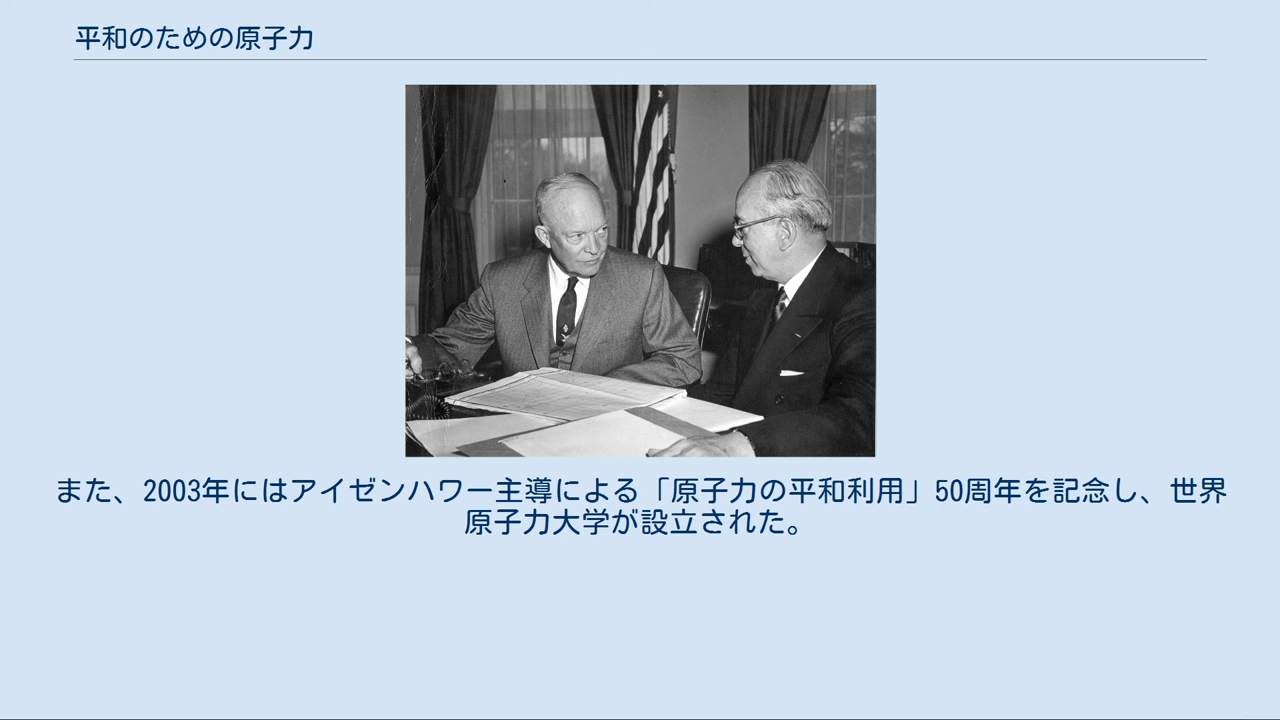 平和のための原子力
また、2003年にはアイゼンハワー主導による「原子力の平和利用」50周年を記念し、世界
原子力大学が設立された。